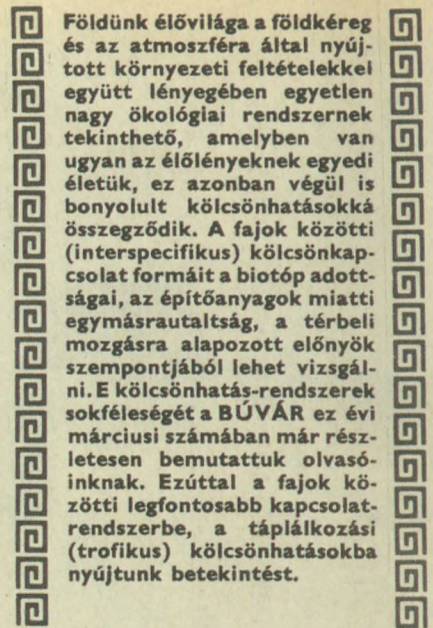 Földünk élővilága a földkéreg
és az atmoszféra által nyúj-
tott környezeti feltételekkel
együtt lényegében egyetlen
nagy ökológiai rendszernek
tekinthető, amelyben van
ugyan az élőlényeknek egyedi
életük, ez azonban végül is
bonyolult kölcsönhatásokká
összegződik. A fajok közötti
(interspecifikus) kölcsönkap-
csolat formáit a biotóp adott-
ságai, az építőanyagok miatti
egymásrautaltság, a térbeli
mozgásra alapozott előnyök
szempontjából lehet vizsgál-
ni. E kölcsönhatás-rendszerek
sokféleségét a BÚVÁR ez évi
márciusi számában már rész-
letesen bemutattuk olvasó-
inknak. Ezúttal a fajok kö-
zötti legfontosabb kapcsolat-
rendszerbe, a táplálkozási
(trofikus) kölcsönhatásokba
nyújtunk betekintést.